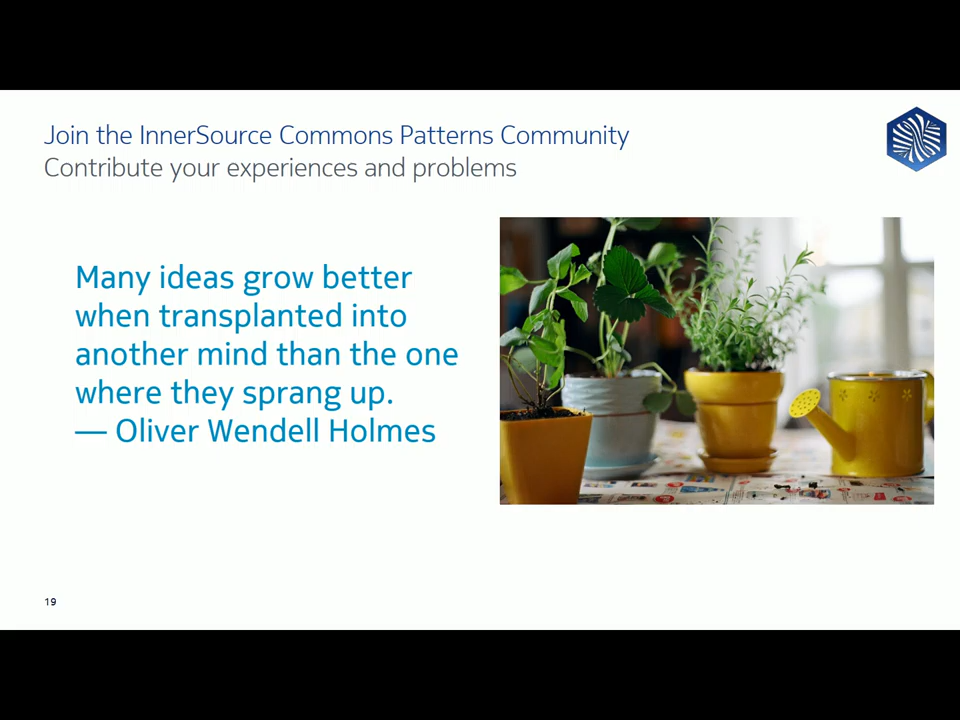 Join the InnerSource Commons Patterns Community
Contribute your experiences and problems
Many ideas grow better
when transplanted into
another mind than the one
where they sprang up.
— Oliver Wendell Holmes
19